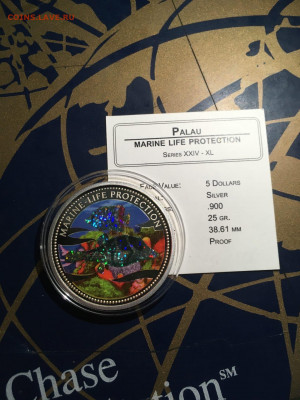 COINS.LAVE.RU
PALAU
MARINE LIFE PROTECTION
SERIES XXIV - XL
FACE VALUE:
5 DOLLARS
SILVER
.900
25 GR.
38.61 MM
PROOF
MARINE · LIFE PROTECTION
Chase
SM